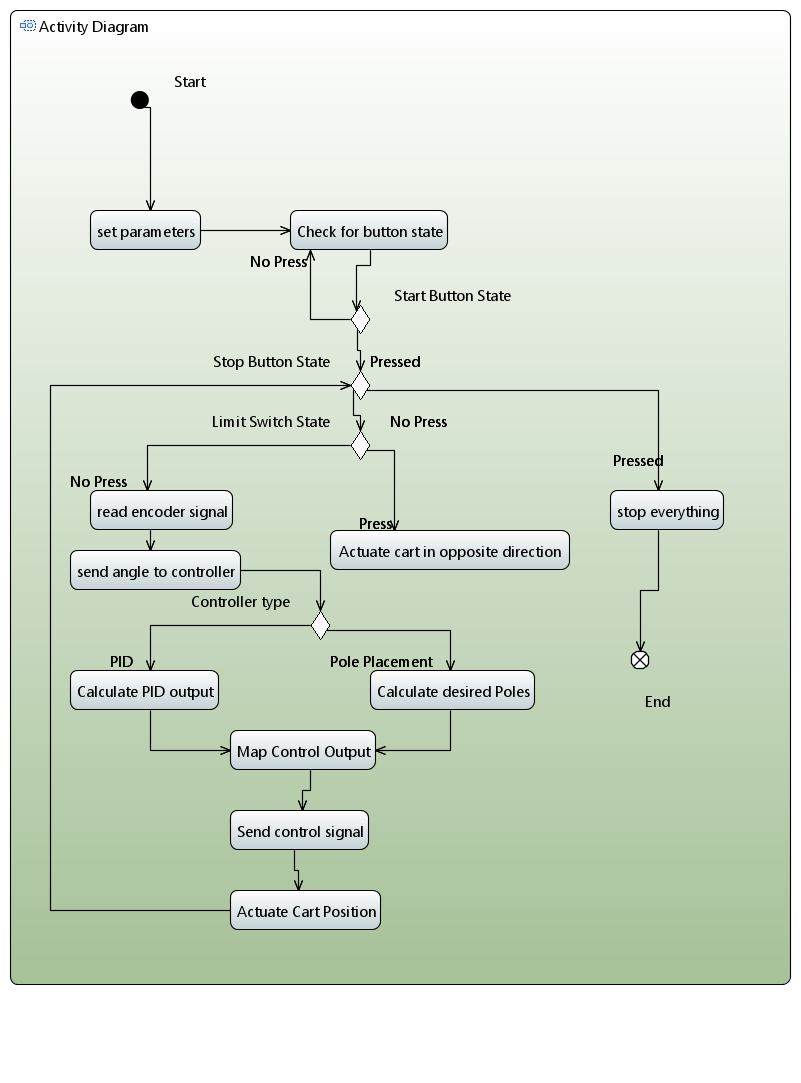 Activity Diagram
Start
set parameters
Check for button state
No Press
Start Button State
Stop Button State
Pressed
Limit Switch State
No Press
Pressed
No Press
read encoder signal
stop everything
Press
Actuate cart in opposite direction
send angle to controller
Controller type
PID
Pole Placement
Calculate PID output
Calculate desired Poles
End
Map Control Output
Send control signal
Actuate Cart Position